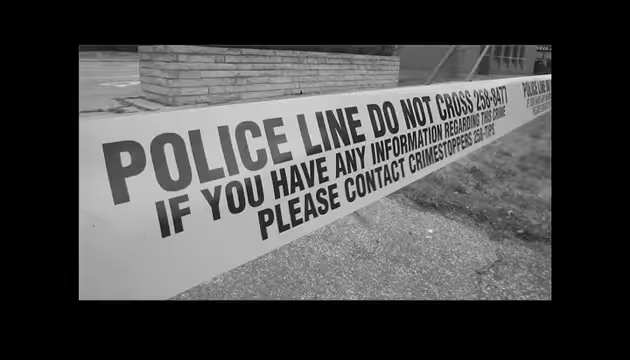 POLICE LINE DO NOT CROSS 258-8477
IF YOU HAVE ANY INFORMATION REGARDING THIS CRIME
PLEASE CONTACT CRIMESTOPPERS 258-TIPS
POLICE LINE